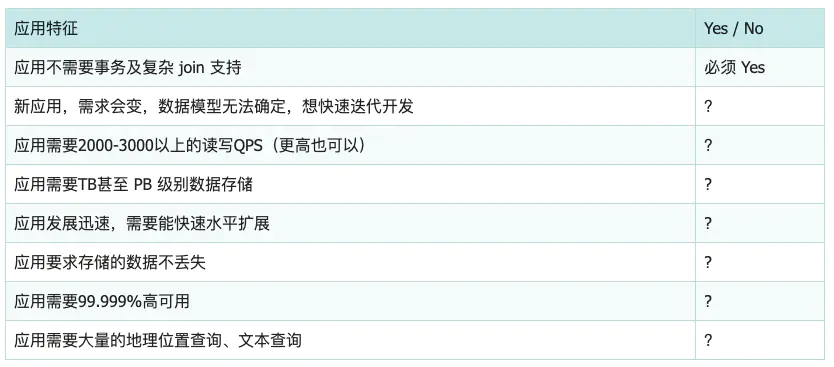 应用特征 Yes / No
应用不需要事务及复杂 join 支持 必须 Yes
新应用，需求会变，数据模型无法确定，想快速迭代开发 ?
应用需要2000-3000以上的读写QPS（更高也可以） ?
应用需要TB甚至 PB 级别数据存储 ?
应用发展迅速，需要能快速水平扩展 ?
应用要求存储的数据不丢失 ?
应用需要99.999%高可用 ?
应用需要大量的地理位置查询、文本查询 ?